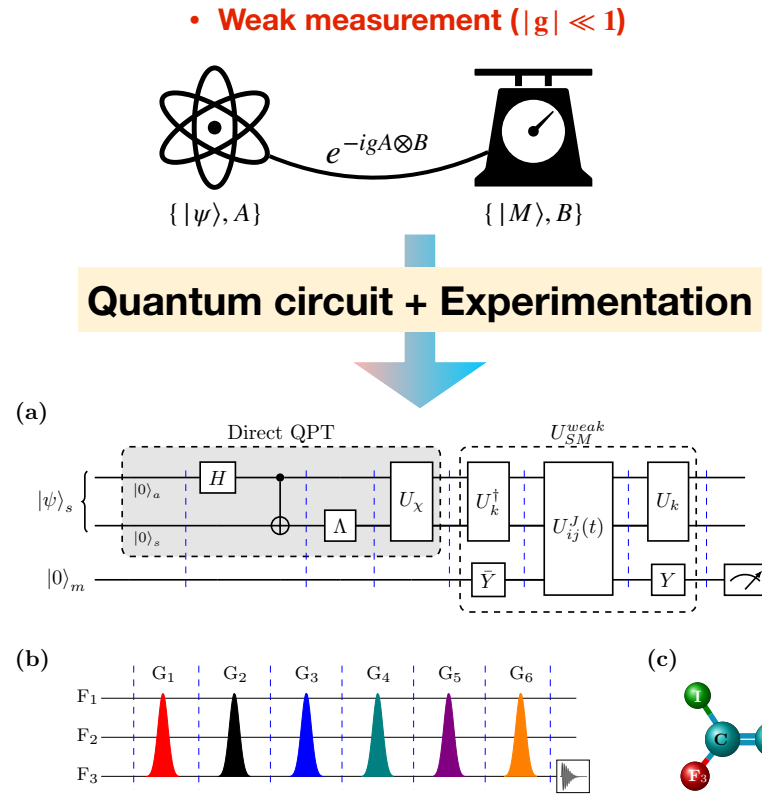 • Weak measurement (|g| ≪ 1)
e^{-igA⊗B}
{|ψ⟩, A} {|M⟩, B}
Quantum circuit + Experimentation
(a)
Direct QPT U_{SM}^{weak}
|ψ⟩_s |0⟩_a H U_χ U_k^† U_{ij}^J(t) U_k
|0⟩_s Λ
|0⟩_m Ȳ Y
(b) G_1 G_2 G_3 G_4 G_5 G_6 (c)
F_1
F_2
F_3
I
C
F_3